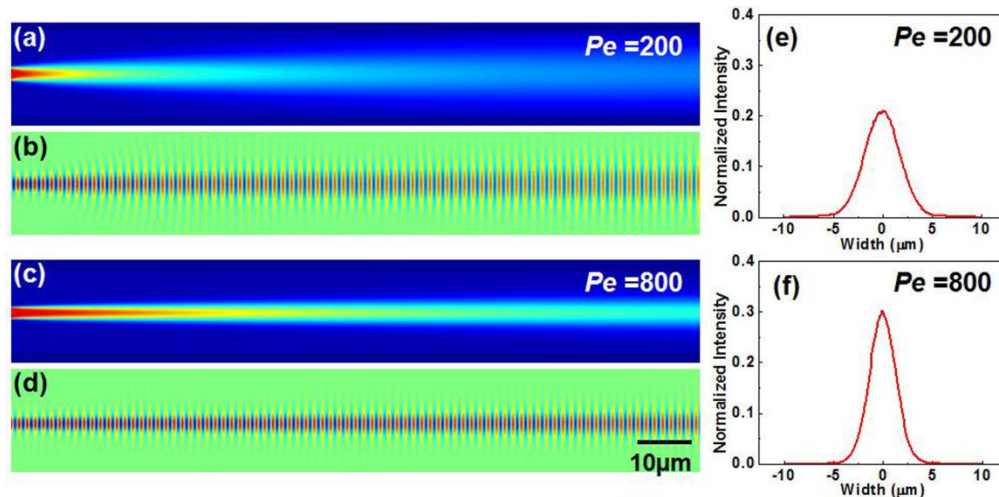 (a)
Pe =200
(b)
(c)
Pe =800
(d)
10μm
(e)
Pe =200
Normalized Intensity
0.4
0.3
0.2
0.1
0.0
-10 -5 0 5 10
Width (μm)
(f)
Pe =800
Normalized Intensity
0.4
0.3
0.2
0.1
0.0
-10 -5 0 5 10
Width (μm)